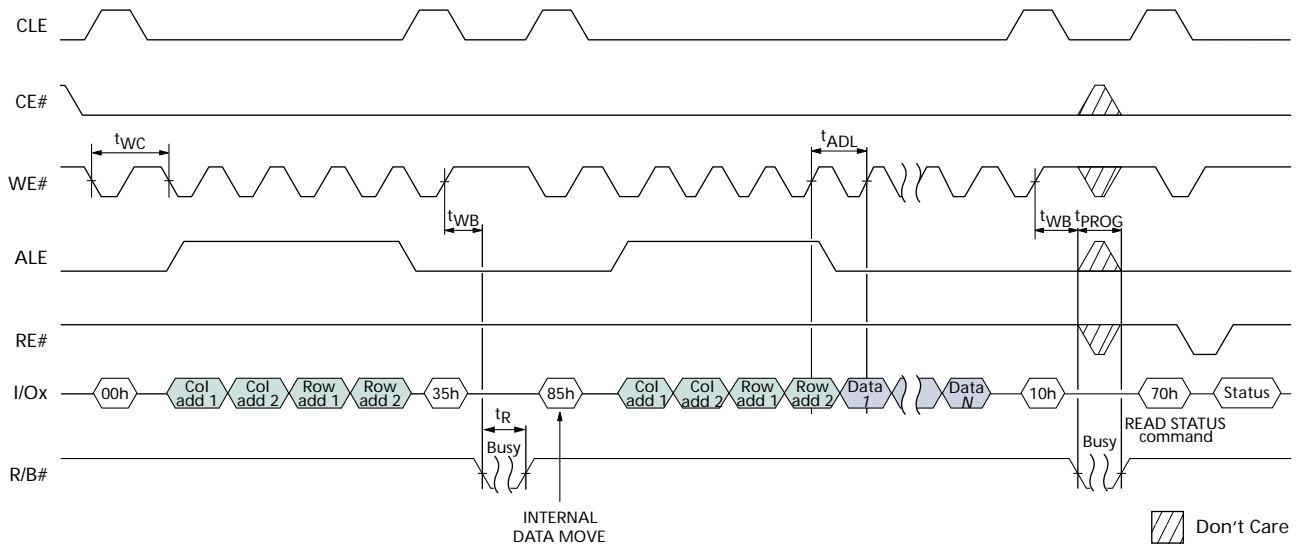 CLE
CE#
tWC
tADL
WE#
tWB
tWB
tPROG
ALE
RE#
I/Ox
00h
Col add 1
Col add 2
Row add 1
Row add 2
35h
85h
Col add 1
Col add 2
Row add 1
Row add 2
Data 1
Data N
10h
70h
Status
tR
READ STATUS
command
Busy
Busy
R/B#
INTERNAL
DATA MOVE
Don't Care